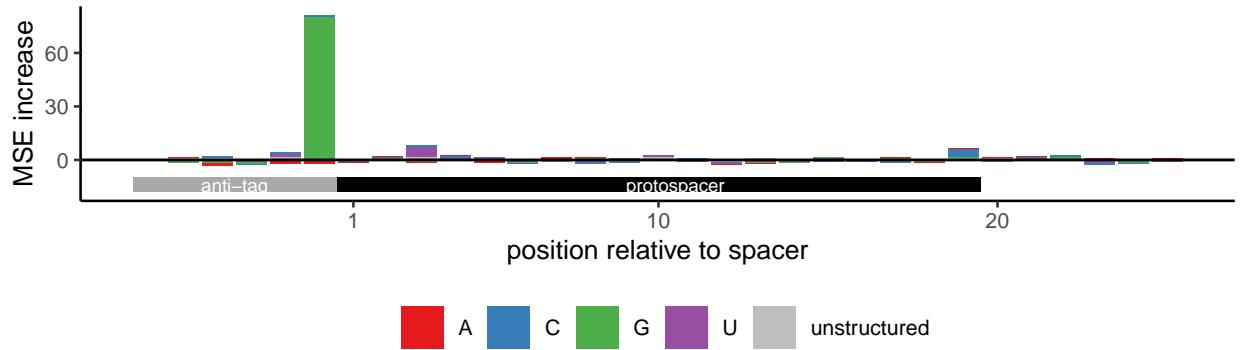 MSE increase
60
30
0
anti−tag
protospacer
1
10
20
position relative to spacer
A
C
G
U
unstructured